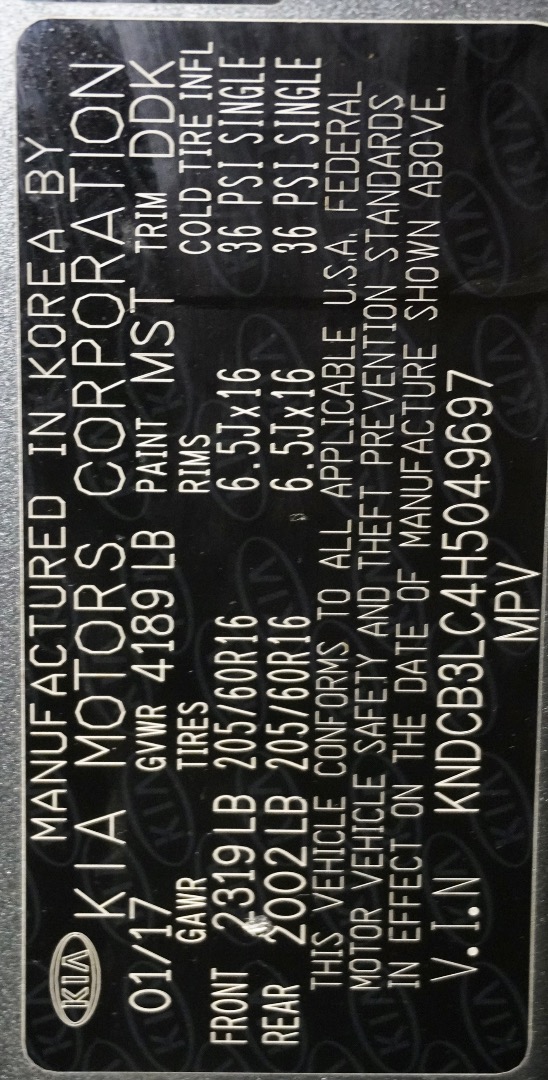 KIA
MANUFACTURED IN KOREA BY
KIA MOTORS CORPORATION
01/17 GVWR 4189 LB PAINT MST TRIM DDK
GAWR TIRES RIMS COLD TIRE INFL
FRONT 2319 LB 205/60R16 6.5Jx16 36 PSI SINGLE
REAR 2002 LB 205/60R16 6.5Jx16 36 PSI SINGLE
THIS VEHICLE CONFORMS TO ALL APPLICABLE U.S.A. FEDERAL
MOTOR VEHICLE SAFETY AND THEFT PREVENTION STANDARDS
IN EFFECT ON THE DATE OF MANUFACTURE SHOWN ABOVE.
V.I.N KNDCB3LC4H5049697
MPV